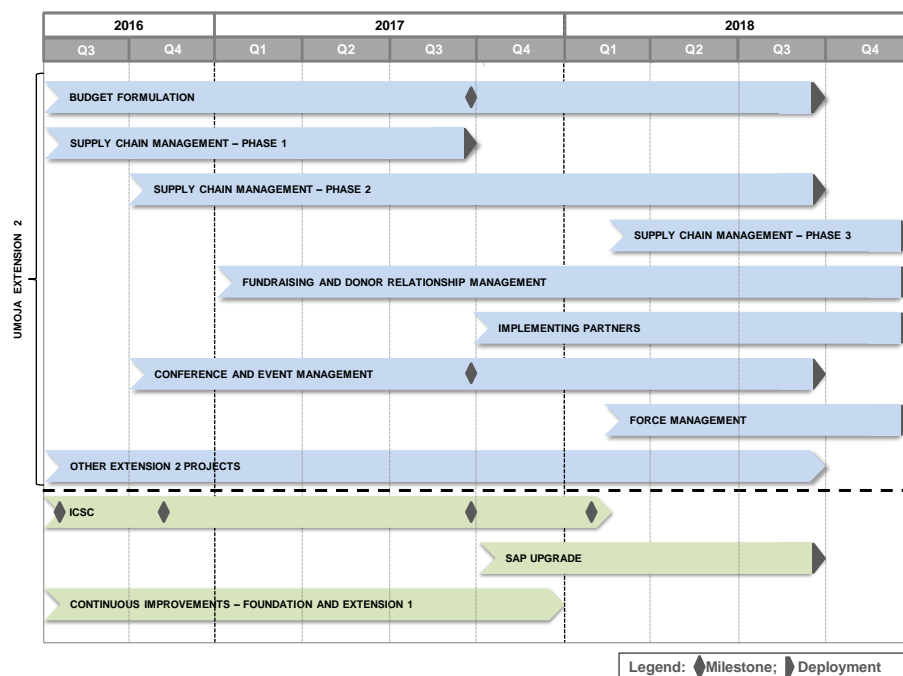 2016 2017 2018
Q3 Q4 Q1 Q2 Q3 Q4 Q1 Q2 Q3 Q4
UMOJA EXTENSION 2
BUDGET FORMULATION
SUPPLY CHAIN MANAGEMENT – PHASE 1
SUPPLY CHAIN MANAGEMENT – PHASE 2
SUPPLY CHAIN MANAGEMENT – PHASE 3
FUNDRAISING AND DONOR RELATIONSHIP MANAGEMENT
IMPLEMENTING PARTNERS
CONFERENCE AND EVENT MANAGEMENT
FORCE MANAGEMENT
OTHER EXTENSION 2 PROJECTS
ICSC
SAP UPGRADE
CONTINUOUS IMPROVEMENTS – FOUNDATION AND EXTENSION 1
Legend: Milestone; Deployment